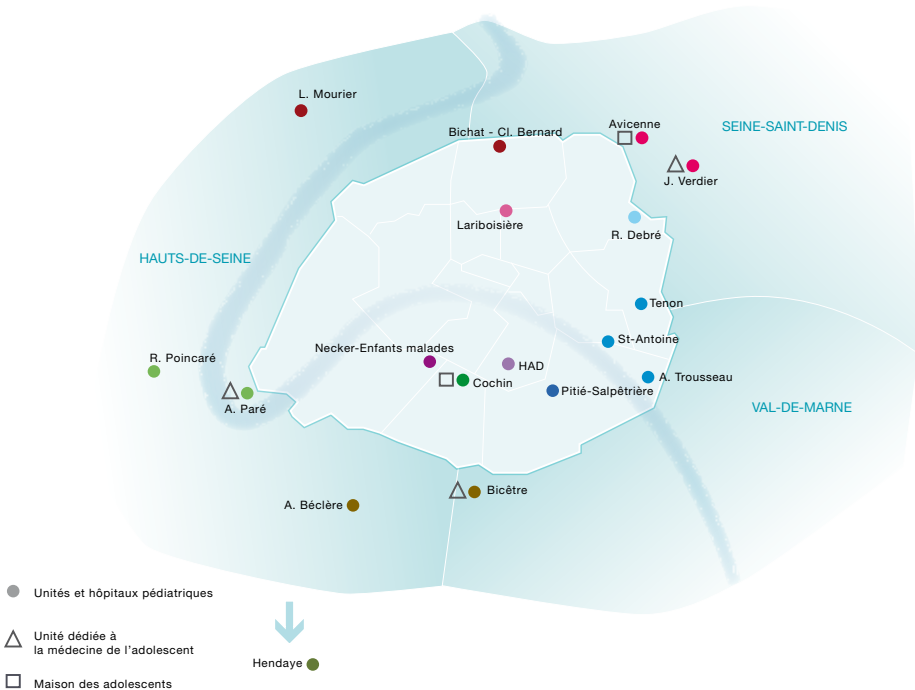 L. Mourier
Bichat - Cl. Bernard
Avicenne
SEINE-SAINT-DENIS
J. Verdier
Lariboisière
R. Debré
HAUTS-DE-SEINE
Tenon
St-Antoine
Necker-Enfants malades
R. Poincaré
HAD
A. Trousseau
Cochin
Pitié-Salpêtrière
A. Paré
VAL-DE-MARNE
Bicêtre
A. Béclère
Unités et hôpitaux pédiatriques
Unité dédiée à
la médecine de l'adolescent
Hendaye
Maison des adolescents